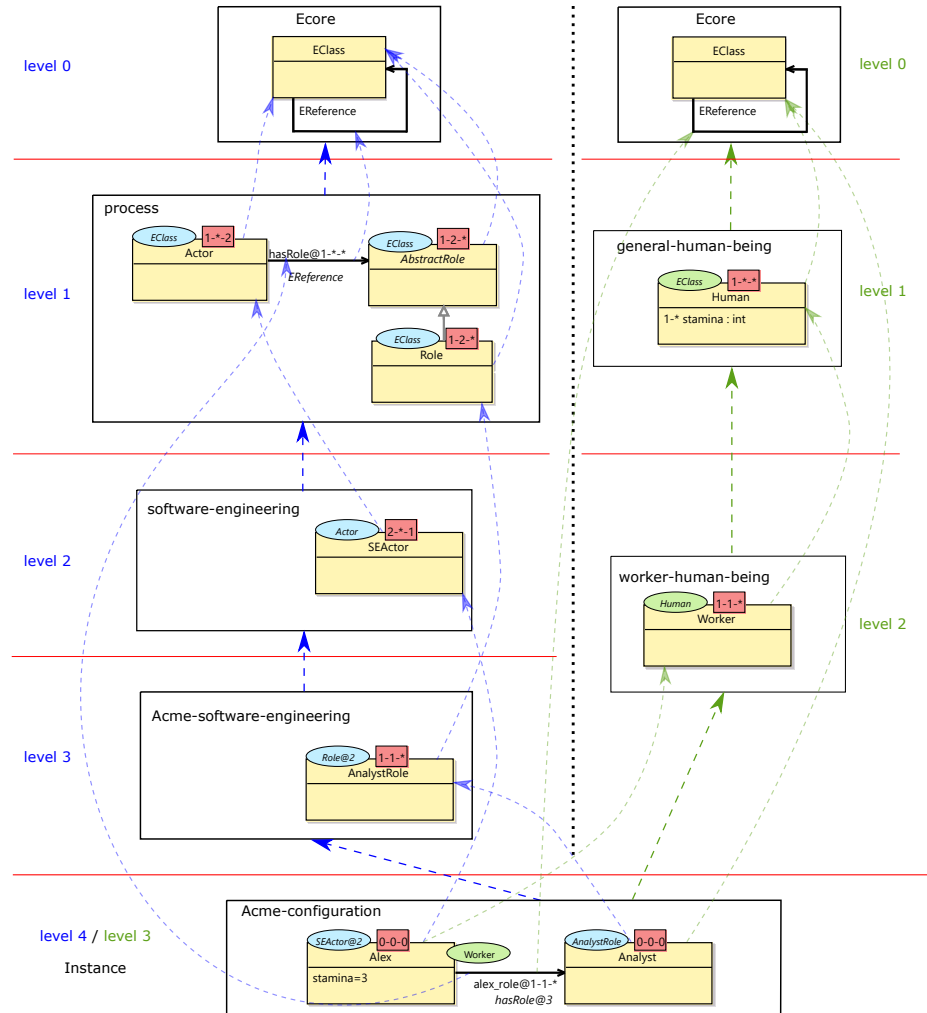 Ecore
Ecore
EClass
EClass
level 0
level 0
EReference
EReference
process
EClass
1-*-2
hasRole@1-*-*
EClass
1-2-*
Actor
AbstractRole
EReference
general-human-being
level 1
level 1
EClass
1-*-*
Human
1-* stamina : int
EClass
1-2-*
Role
software-engineering
Actor
2-*-1
SEActor
level 2
worker-human-being
Human
1-1-*
Worker
level 2
Acme-software-engineering
level 3
Role@2
1-1-*
AnalystRole
Acme-configuration
level 4 / level 3
Instance
SEActor@2
0-0-0
Alex
stamina=3
Worker
AnalystRole
0-0-0
Analyst
alex_role@1-1-*
hasRole@3